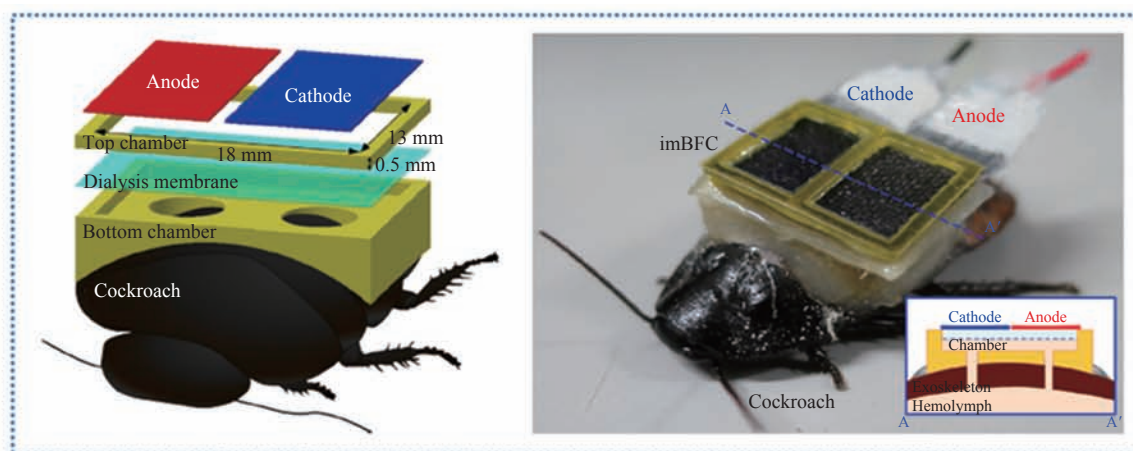 Anode
Cathode
Top chamber
13 mm
18 mm
0.5 mm
Dialysis membrane
Bottom chamber
Cockroach
Cathode
A
Anode
imBFC
Cockroach
Cathode Anode
Chamber
Exoskeleton
Hemolymph
A A′